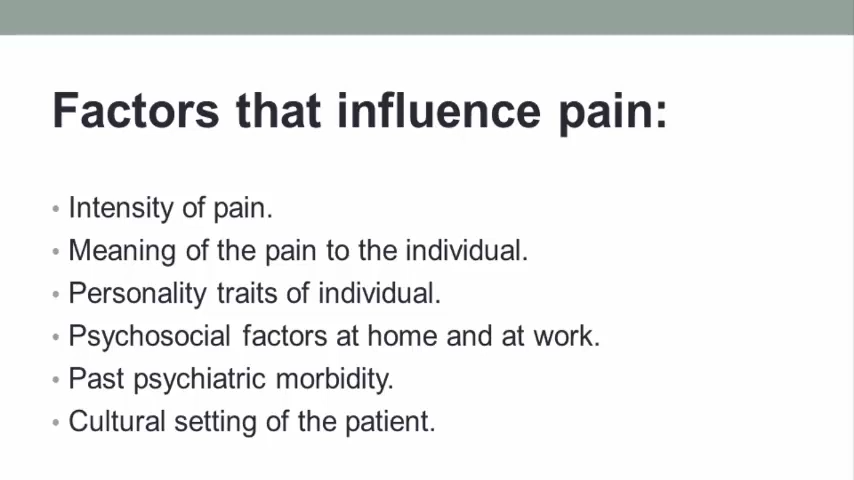 Factors that influence pain:
• Intensity of pain.
• Meaning of the pain to the individual.
• Personality traits of individual.
• Psychosocial factors at home and at work.
• Past psychiatric morbidity.
• Cultural setting of the patient.